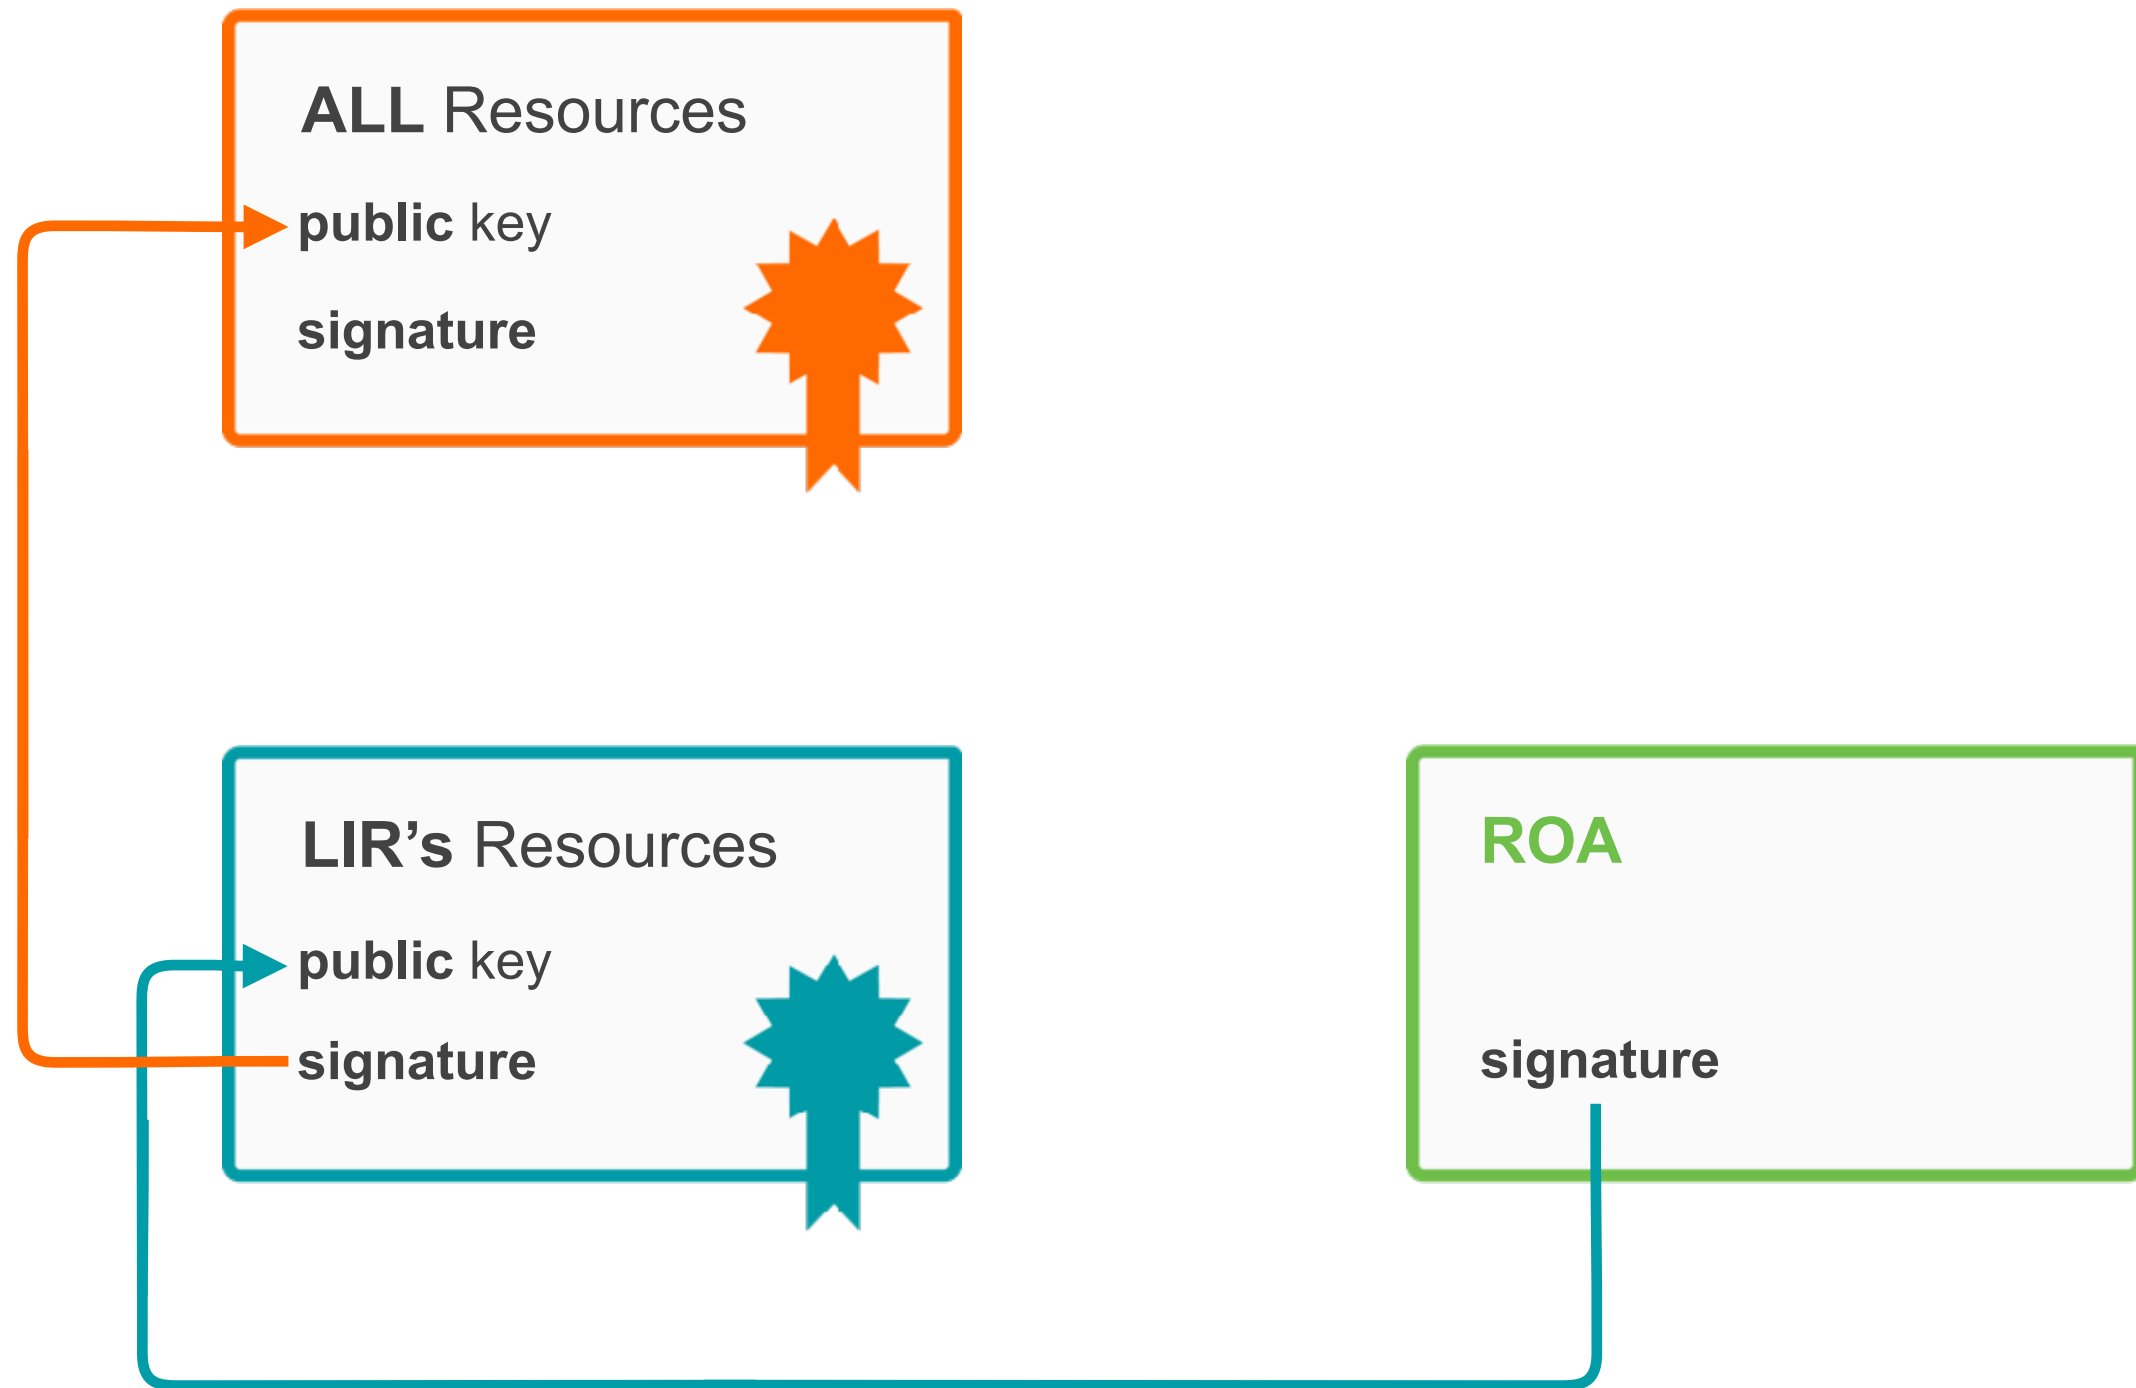 ALL Resources
public key
signature
LIR’s Resources
public key
signature
ROA
signature